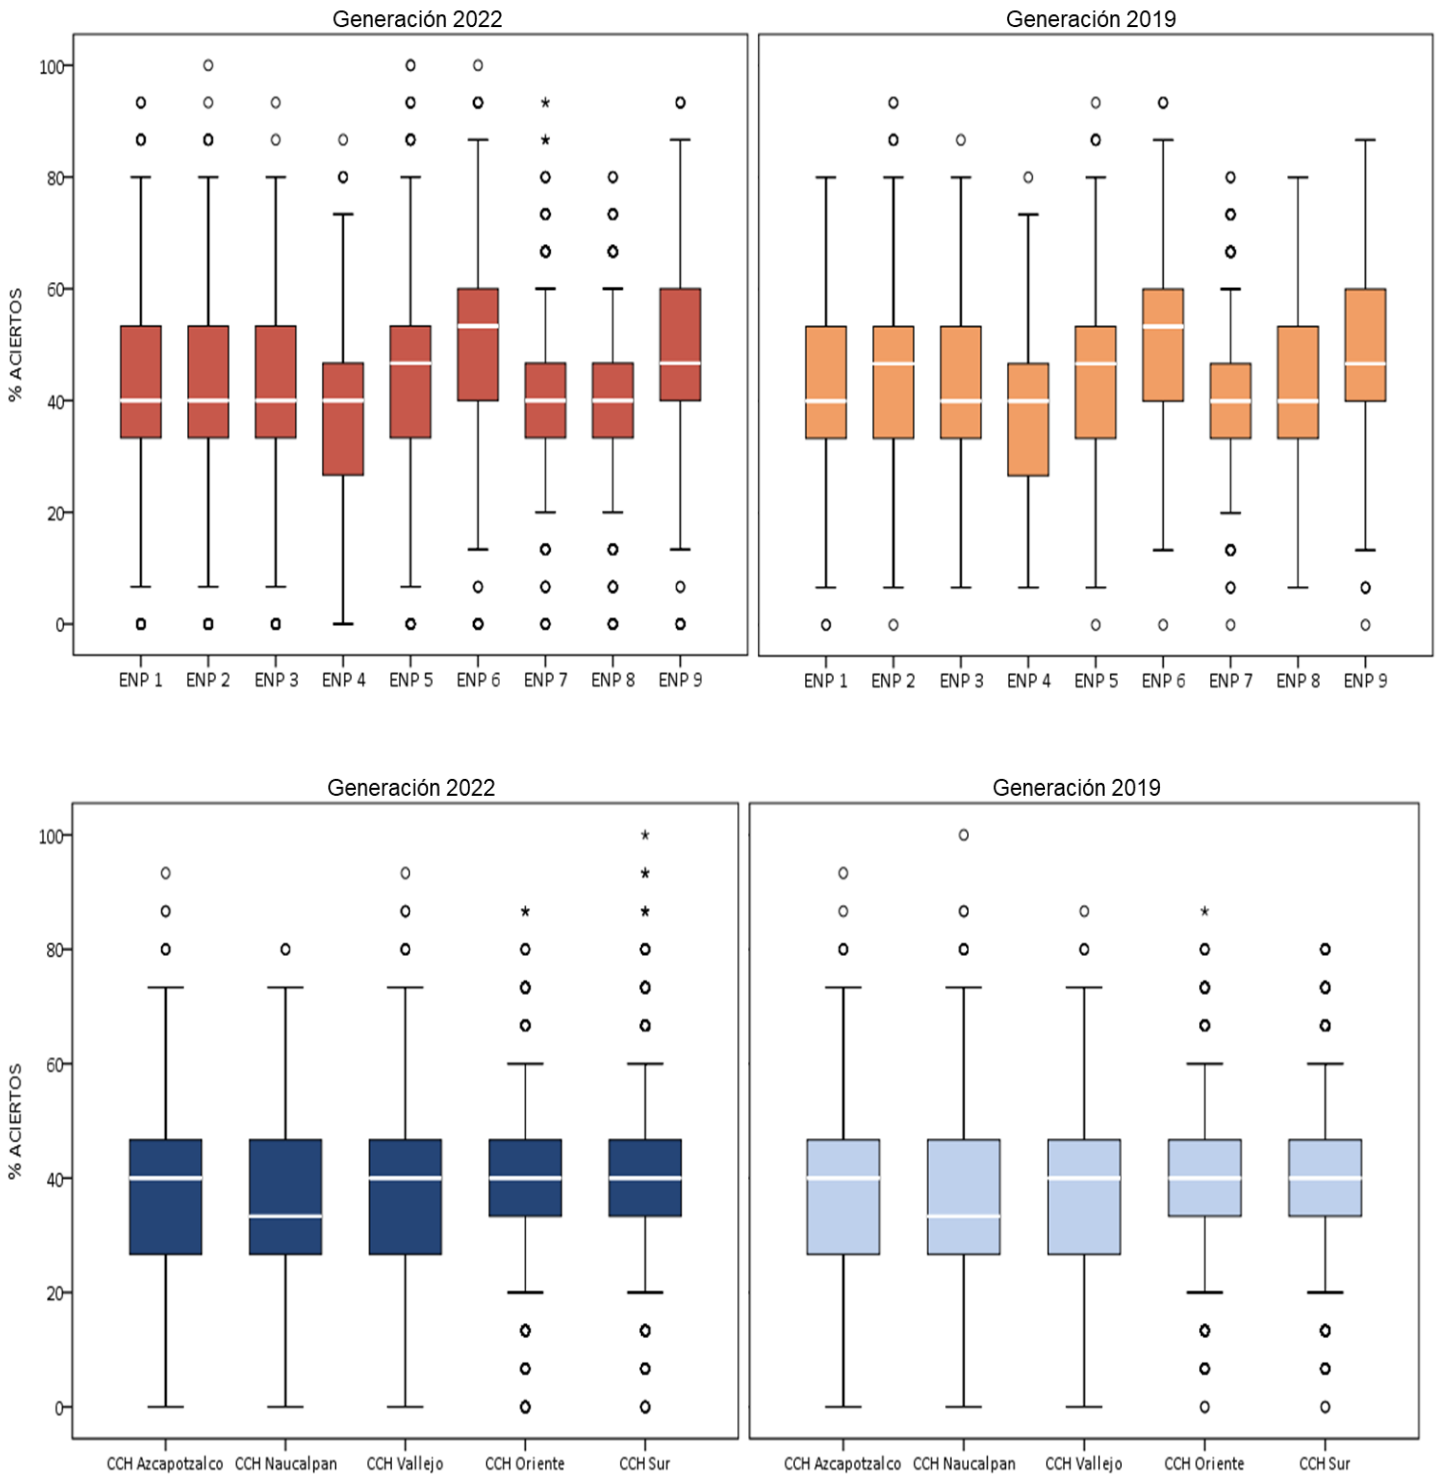 Generación 2022 Generación 2019
100
80
60
40
20
0
% ACIERTOS
ENP 1 ENP 2 ENP 3 ENP 4 ENP 5 ENP 6 ENP 7 ENP 8 ENP 9 ENP 1 ENP 2 ENP 3 ENP 4 ENP 5 ENP 6 ENP 7 ENP 8 ENP 9
Generación 2022 Generación 2019
100
80
60
40
20
0
% ACIERTOS
CCH Azcapotzalco CCH Naucalpan CCH Vallejo CCH Oriente CCH Sur CCH Azcapotzalco CCH Naucalpan CCH Vallejo CCH Oriente CCH Sur